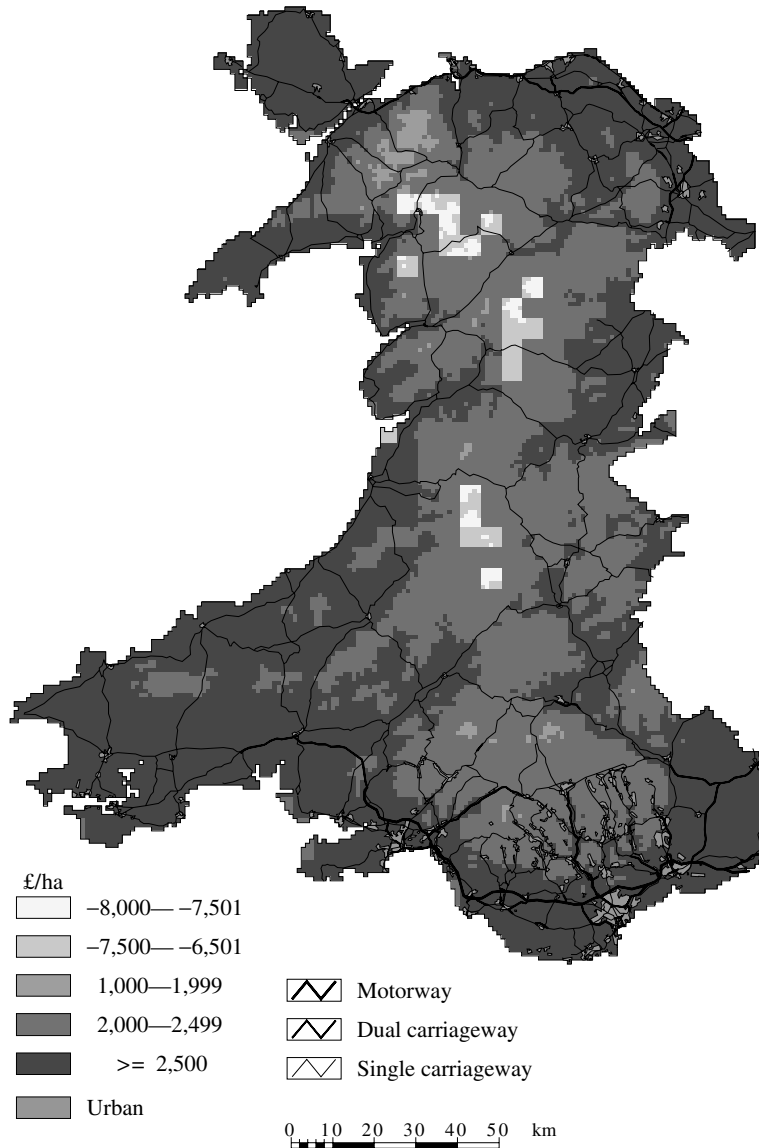 £/ha
−8,000— −7,501
−7,500— −6,501
1,000—1,999
2,000—2,499
>= 2,500
Urban
Motorway
Dual carriageway
Single carriageway
0 10 20 30 40 50 km